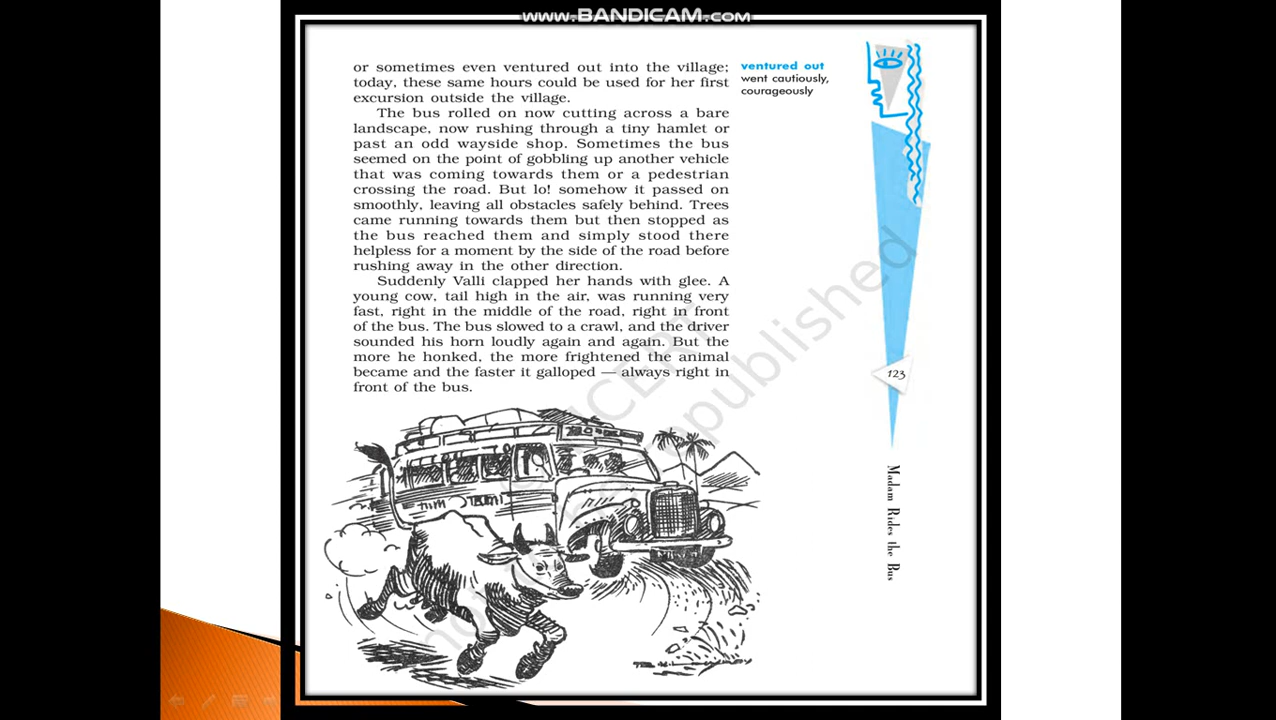 www.BANDICAM.com
or sometimes even ventured out into the village;
today, these same hours could be used for her first
excursion outside the village.
The bus rolled on now cutting across a bare
landscape, now rushing through a tiny hamlet or
past an odd wayside shop. Sometimes the bus
seemed on the point of gobbling up another vehicle
that was coming towards them or a pedestrian
crossing the road. But lo! somehow it passed on
smoothly, leaving all obstacles safely behind. Trees
came running towards them but then stopped as
the bus reached them and simply stood there
helpless for a moment by the side of the road before
rushing away in the other direction.
Suddenly Valli clapped her hands with glee. A
young cow, tail high in the air, was running very
fast, right in the middle of the road, right in front
of the bus. The bus slowed to a crawl, and the driver
sounded his horn loudly again and again. But the
more he honked, the more frightened the animal
became and the faster it galloped — always right in
front of the bus.
ventured out
went cautiously,
courageously
123
Madam Rides the Bus